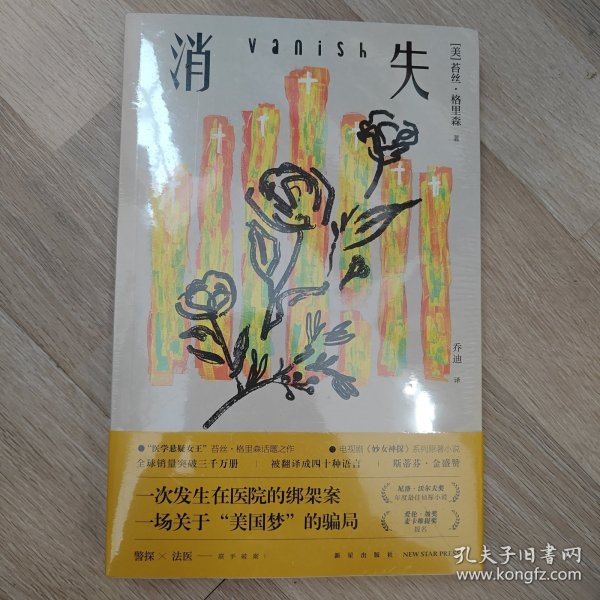 消 vanish 失
[美]苔丝·格里森 著
乔迪 译
“医学悬疑女王”苔丝·格里森话题之作
电视剧《妙女神探》系列原著小说
全球销量突破三千万册 | 被翻译成四十种语言 | 斯蒂芬·金盛赞
一次发生在医院的绑架案
一场关于“美国梦”的骗局
尼洛·沃尔夫奖
年度最佳侦探小说
爱伦·坡奖
麦卡维提奖
提名
警探×法医——联手破案！
新星出版社 NEW STAR PRESS
孔夫子旧书网
www.kongfz.com